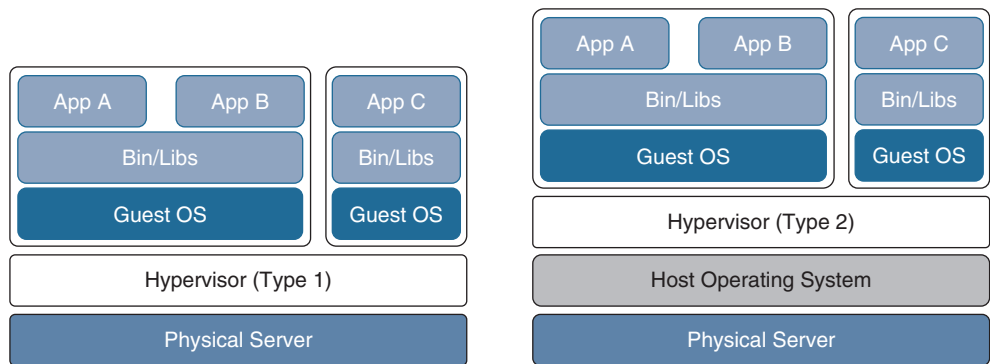 App A
App B
App C
Bin/Libs
Bin/Libs
Guest OS
Guest OS
Hypervisor (Type 1)
Physical Server
App A
App B
App C
Bin/Libs
Bin/Libs
Guest OS
Guest OS
Hypervisor (Type 2)
Host Operating System
Physical Server